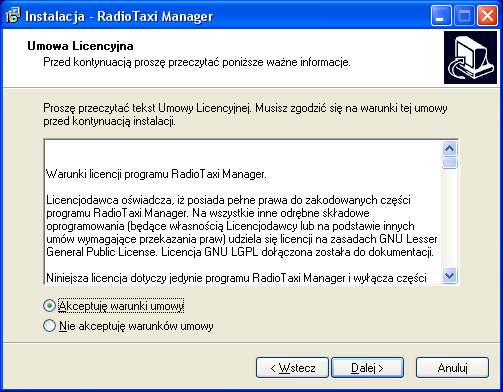 Instalacja - RadioTaxi Manager
Umowa Licencyjna
Przed kontynuacją proszę przeczytać poniższe ważne informacje.
Proszę przeczytać tekst Umowy Licencyjnej. Musisz zgodzić się na warunki tej umowy
przed kontynuacją instalacji.
Warunki licencji programu RadioTaxi Manager.
Licencjodawca oświadcza, iż posiada pełne prawa do zakodowanych części
programu RadioTaxi Manager. Na wszystkie inne odrębne składowe
oprogramowania (będące własnością Licencjodawcy lub na podstawie innych
umów wymagające przekazania praw) udziela się licencji na zasadach GNU Lesser
General Public License. Licencja GNU LGPL dołączona została do dokumentacji.
Niniejsza licencja dotyczy jedynie programu RadioTaxi Manager i wyłącza części
Akceptuję warunki umowy
Nie akceptuję warunków umowy
< Wstecz Dalej > Anuluj